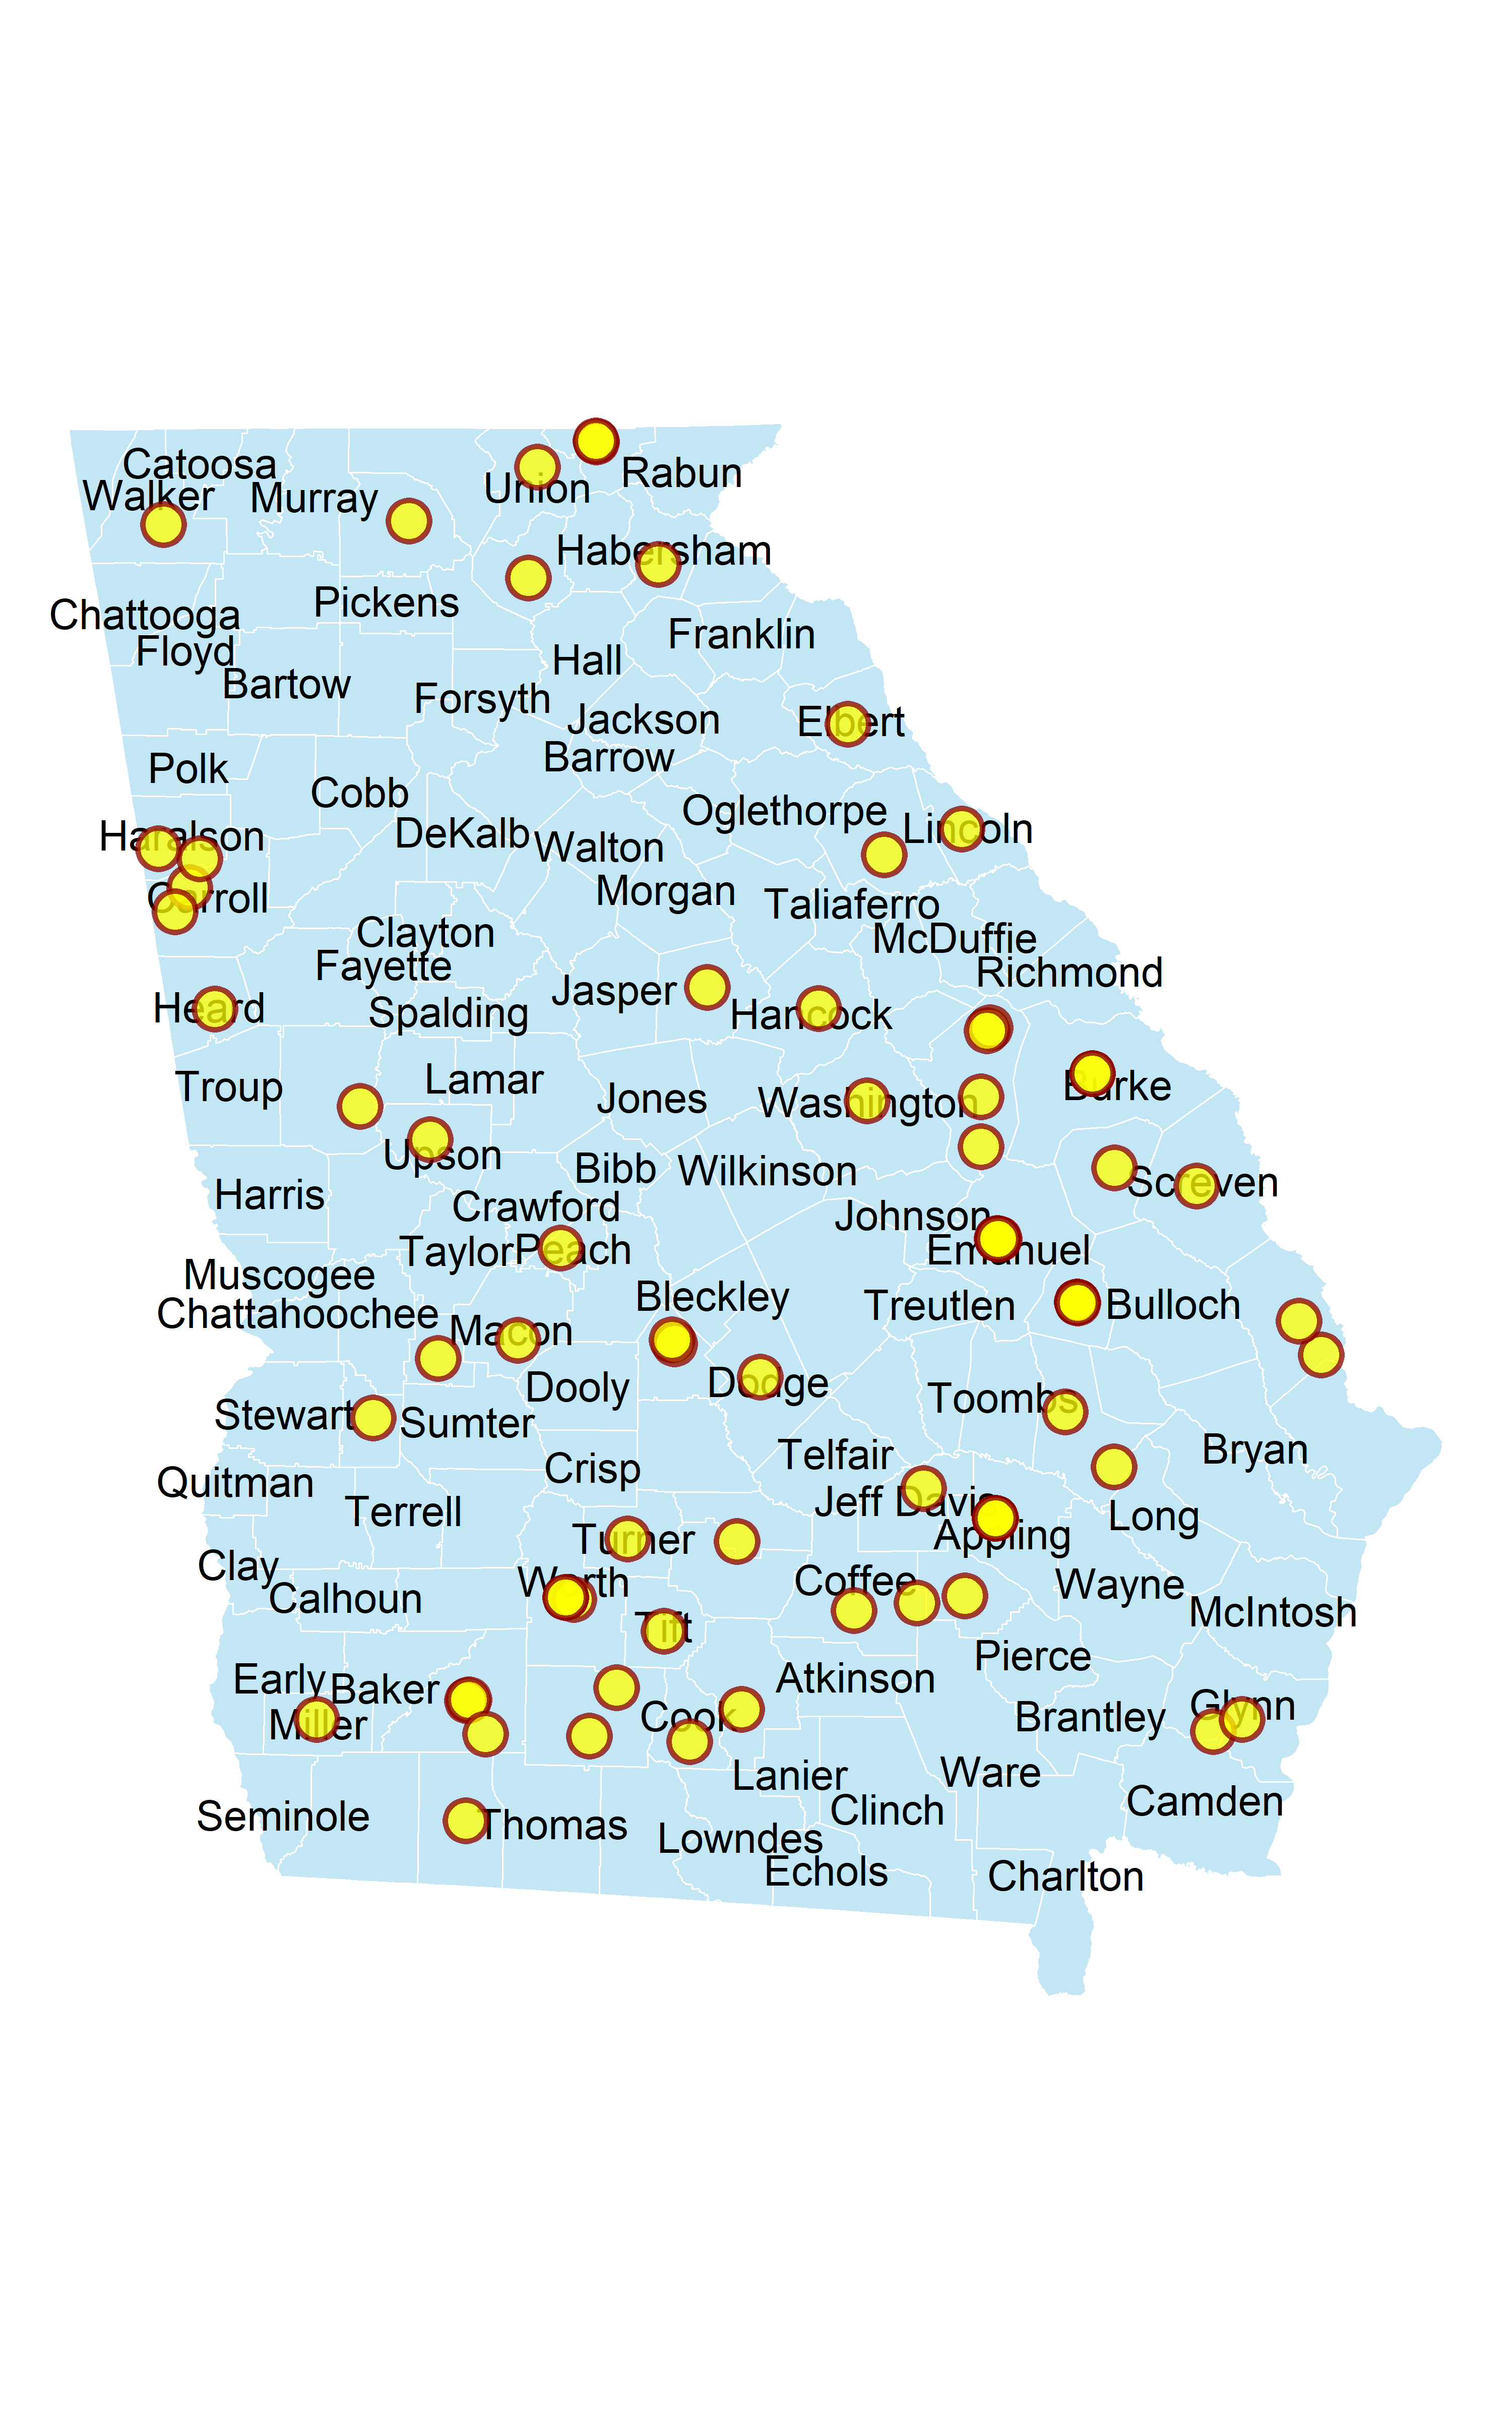 Catoosa
Walker
Murray
Union
Rabun
Habersham
Chattooga
Pickens
Floyd
Franklin
Hall
Bartow
Forsyth
Jackson
Elbert
Barrow
Polk
Cobb
Oglethorpe
Haralson
DeKalb
Walton
Lincoln
Carroll
Morgan
Taliaferro
Clayton
McDuffie
Fayette
Richmond
Jasper
Heard
Spalding
Hancock
Troup
Lamar
Jones
Washington
Burke
Upson
Bibb
Wilkinson
Screven
Harris
Crawford
Johnson
Taylor
Peach
Emanuel
Muscogee
Bleckley
Chattahoochee
Treutlen
Bulloch
Macon
Dooly
Dodge
Toombs
Stewart
Sumter
Telfair
Bryan
Quitman
Crisp
Terrell
Jeff Davis
Long
Turner
Appling
Clay
Worth
Coffee
Wayne
Calhoun
Tift
McIntosh
Early
Baker
Atkinson
Pierce
Miller
Cook
Brantley
Glynn
Lanier
Ware
Seminole
Thomas
Clinch
Camden
Lowndes
Echols
Charlton